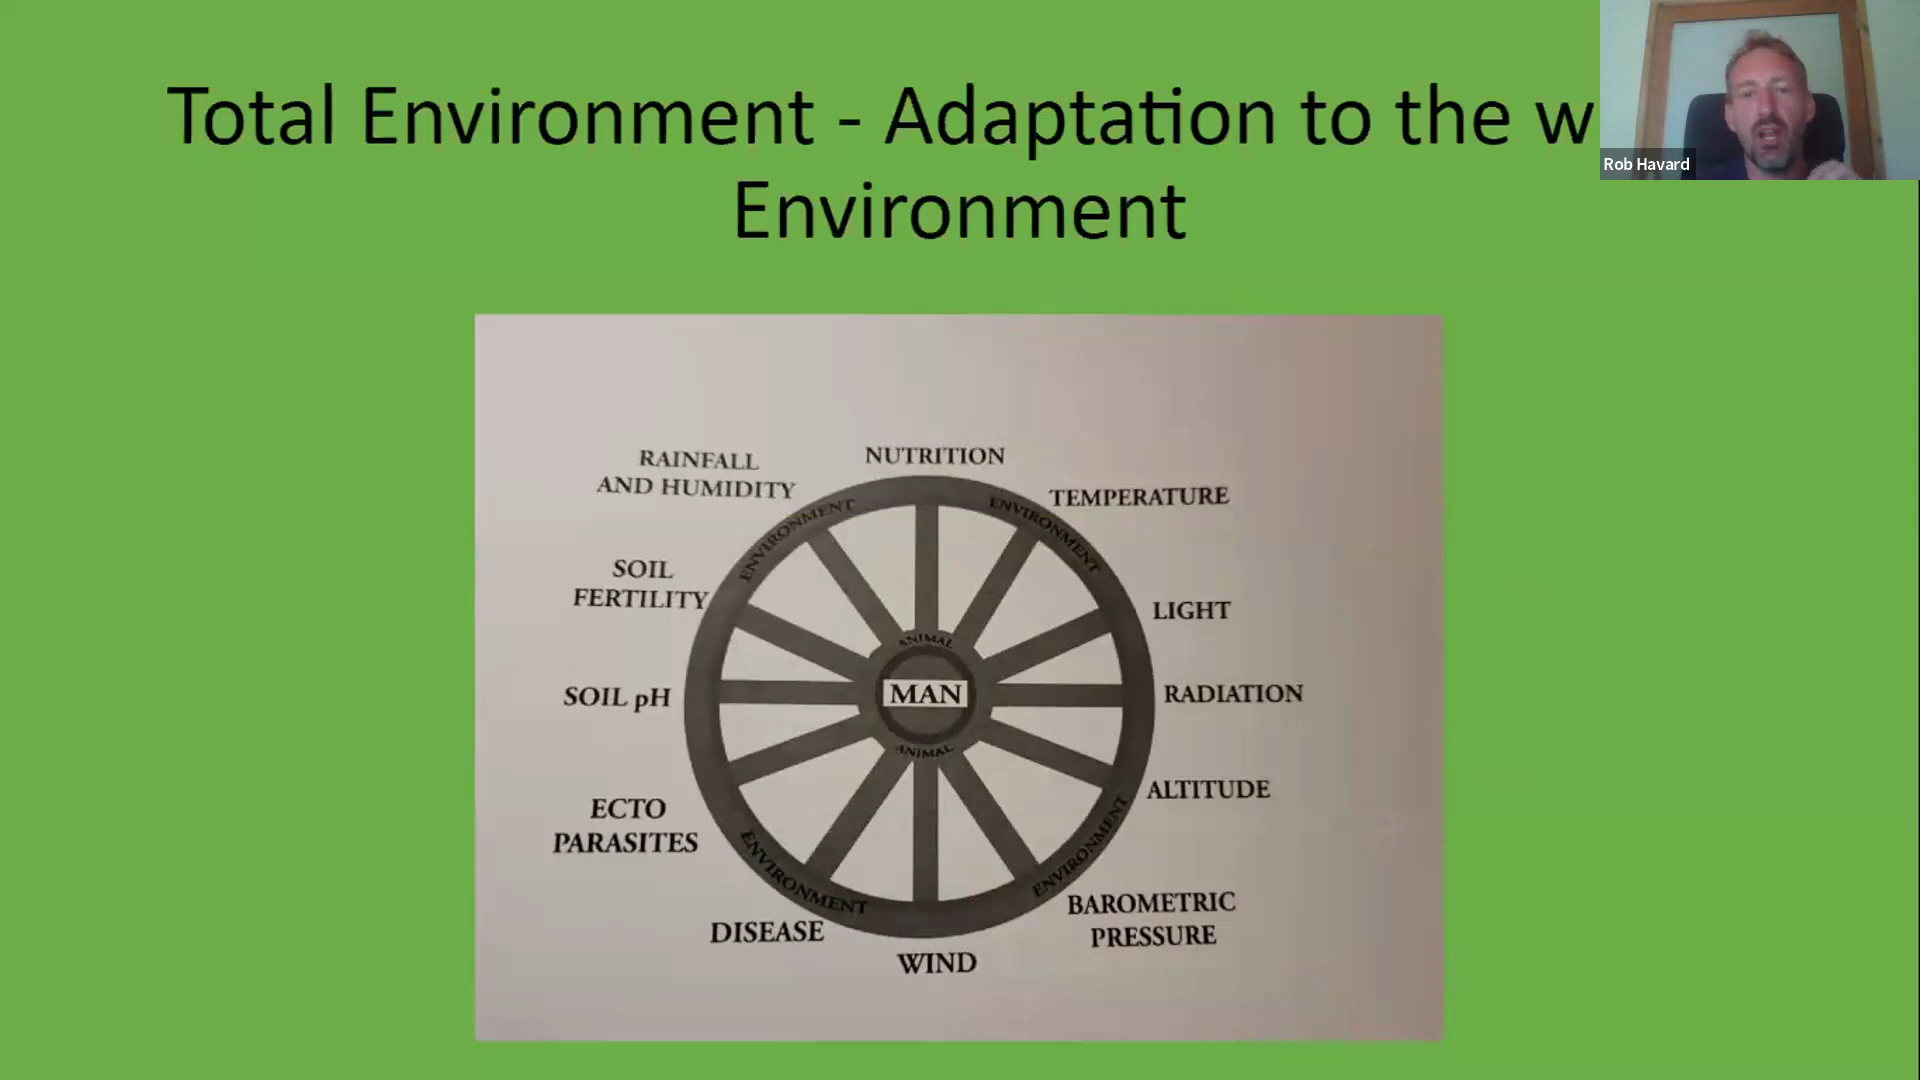 Total Environment - Adaptation to the w
Environment
Rob Havard
RAINFALL
AND HUMIDITY
NUTRITION
TEMPERATURE
ENVIRONMENT
ENVIRONMENT
SOIL
FERTILITY
LIGHT
ANIMAL
SOIL pH
MAN
RADIATION
ANIMAL
ALTITUDE
ECTO
PARASITES
ENVIRONMENT
ENVIRONMENT
BAROMETRIC
PRESSURE
DISEASE
WIND